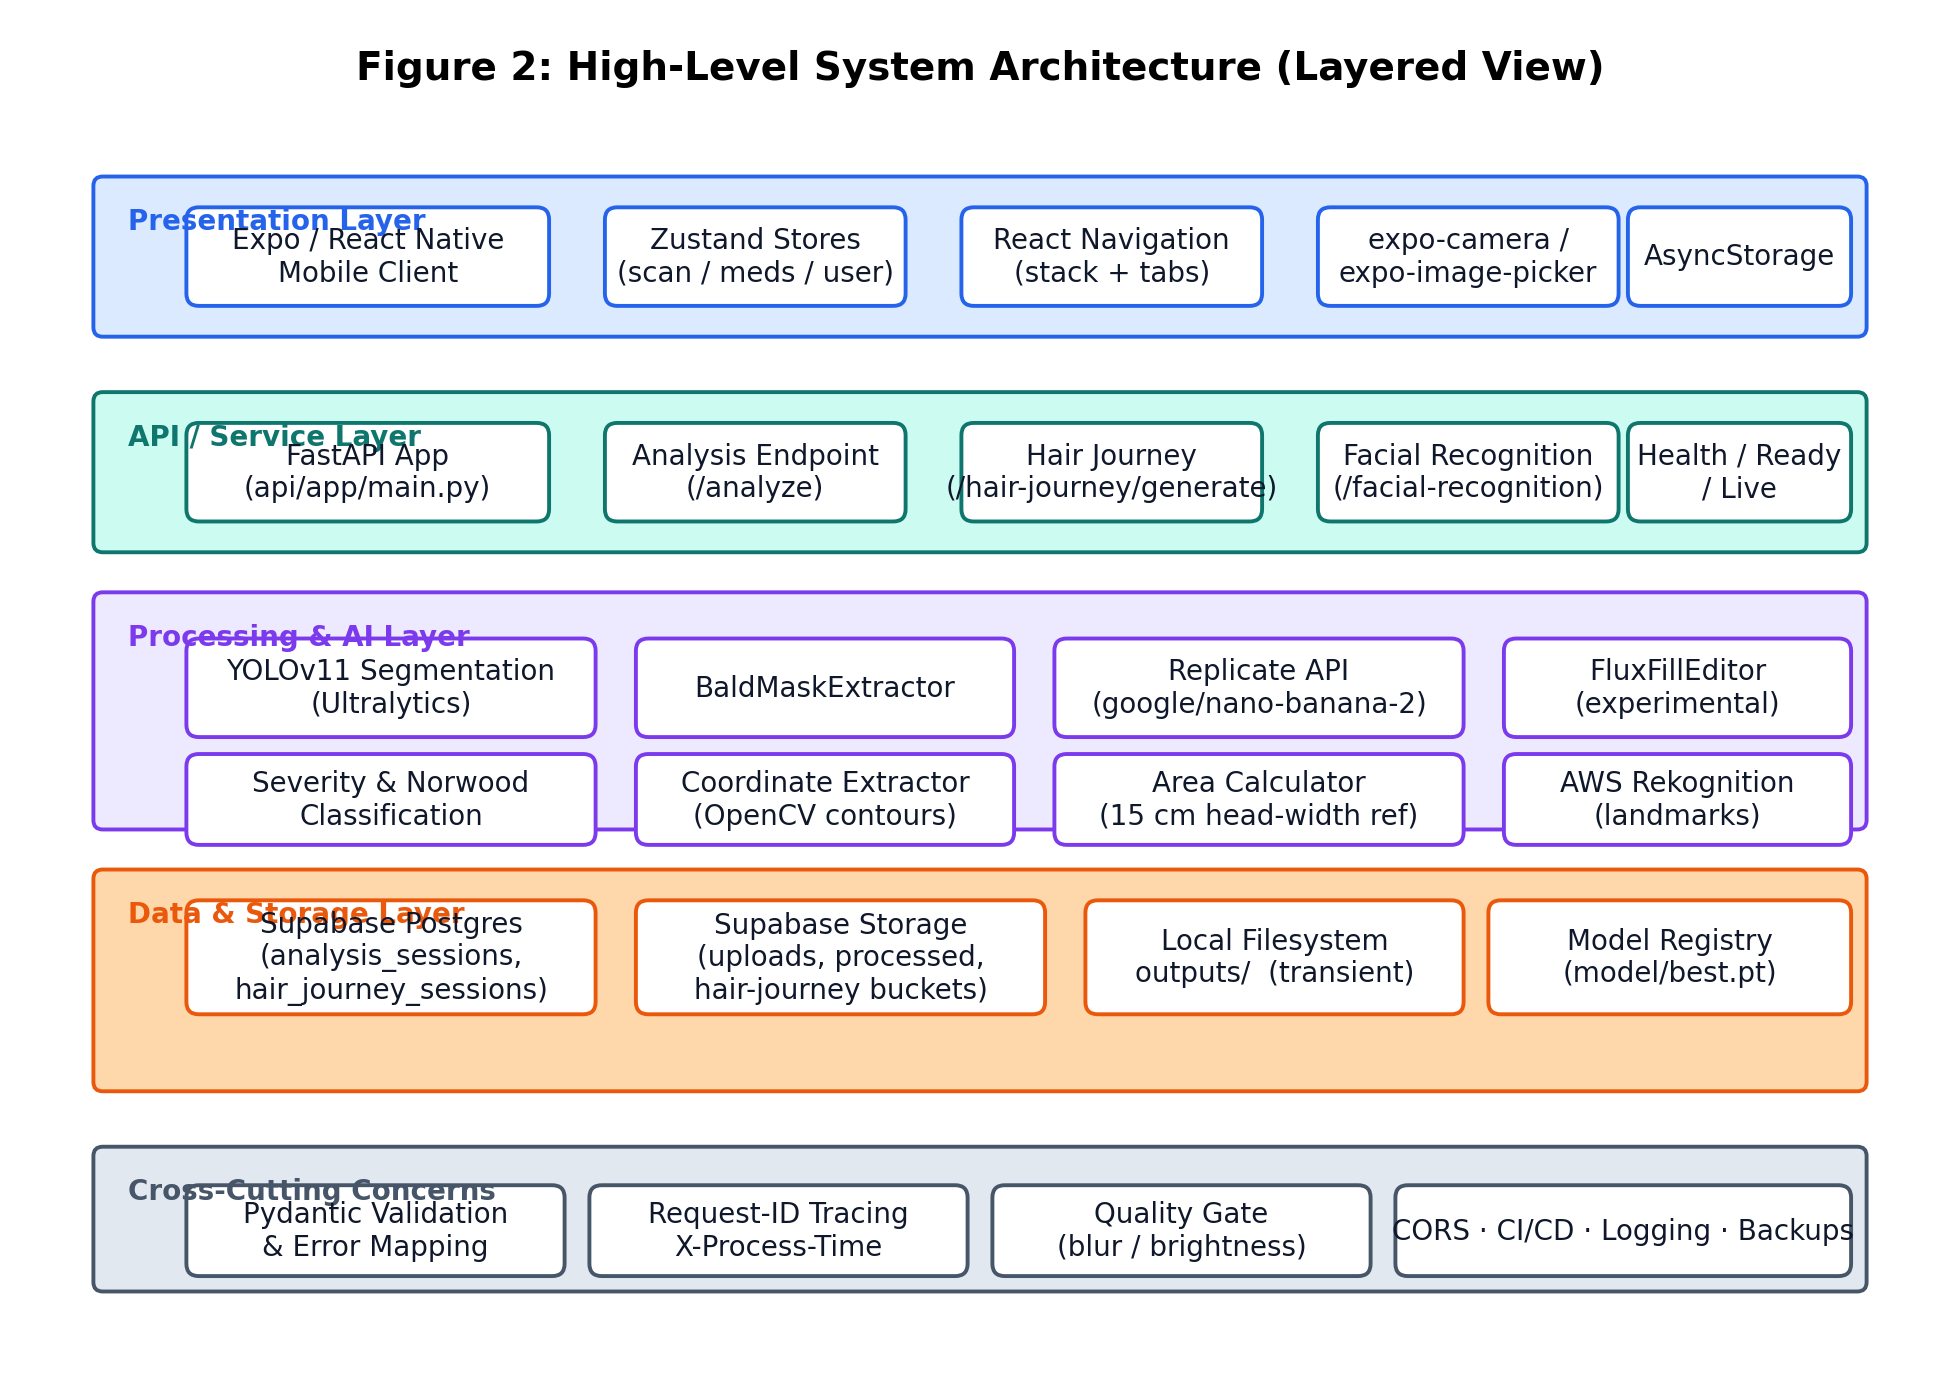 Figure 2: High-Level System Architecture (Layered View)
Presentation Layer
Expo / React Native
Mobile Client
Zustand Stores
(scan / meds / user)
React Navigation
(stack + tabs)
expo-camera /
expo-image-picker
AsyncStorage
API / Service Layer
FastAPI App
(api/app/main.py)
Analysis Endpoint
(/analyze)
Hair Journey
(/hair-journey/generate)
Facial Recognition
(/facial-recognition)
Health / Ready
/ Live
Processing & AI Layer
YOLOv11 Segmentation
(Ultralytics)
BaldMaskExtractor
Replicate API
(google/nano-banana-2)
FluxFillEditor
(experimental)
Severity & Norwood
Classification
Coordinate Extractor
(OpenCV contours)
Area Calculator
(15 cm head-width ref)
AWS Rekognition
(landmarks)
Data & Storage Layer
Supabase Postgres
(analysis_sessions,
hair_journey_sessions)
Supabase Storage
(uploads, processed,
hair-journey buckets)
Local Filesystem
outputs/  (transient)
Model Registry
(model/best.pt)
Cross-Cutting Concerns
Pydantic Validation
& Error Mapping
Request-ID Tracing
X-Process-Time
Quality Gate
(blur / brightness)
CORS · CI/CD · Logging · Backups